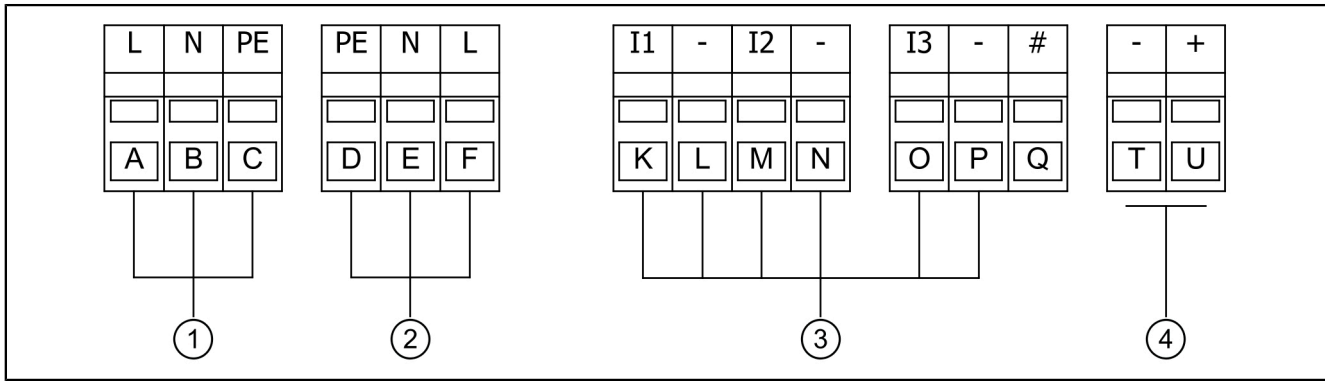 L N PE PE N L I1 - I2 - I3 - # - +
A B C D E F K L M N O P Q T U
1 2 3 4